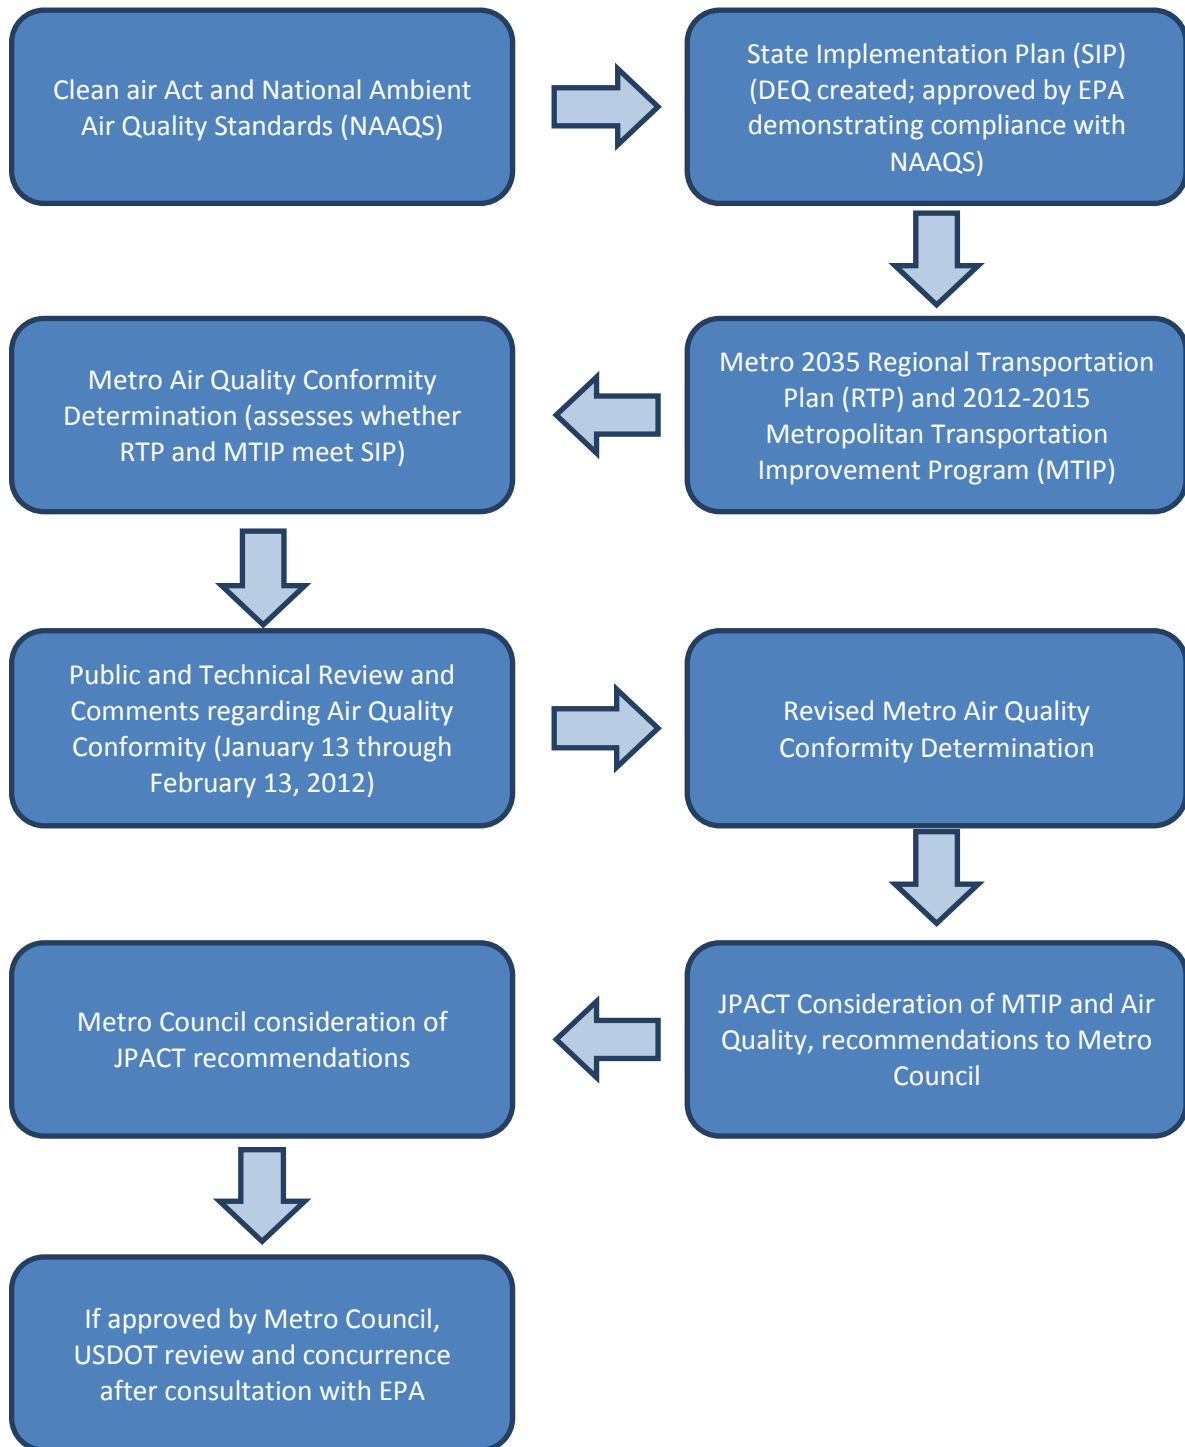 Clean air Act and National Ambient
Air Quality Standards (NAAQS)
State Implementation Plan (SIP)
(DEQ created; approved by EPA
demonstrating compliance with
NAAQS)
Metro 2035 Regional Transportation
Plan (RTP) and 2012-2015
Metropolitan Transportation
Improvement Program (MTIP)
Metro Air Quality Conformity
Determination (assesses whether
RTP and MTIP meet SIP)
Public and Technical Review and
Comments regarding Air Quality
Conformity (January 13 through
February 13, 2012)
Revised Metro Air Quality
Conformity Determination
JPACT Consideration of MTIP and Air
Quality, recommendations to Metro
Council
Metro Council consideration of
JPACT recommendations
If approved by Metro Council,
USDOT review and concurrence
after consultation with EPA